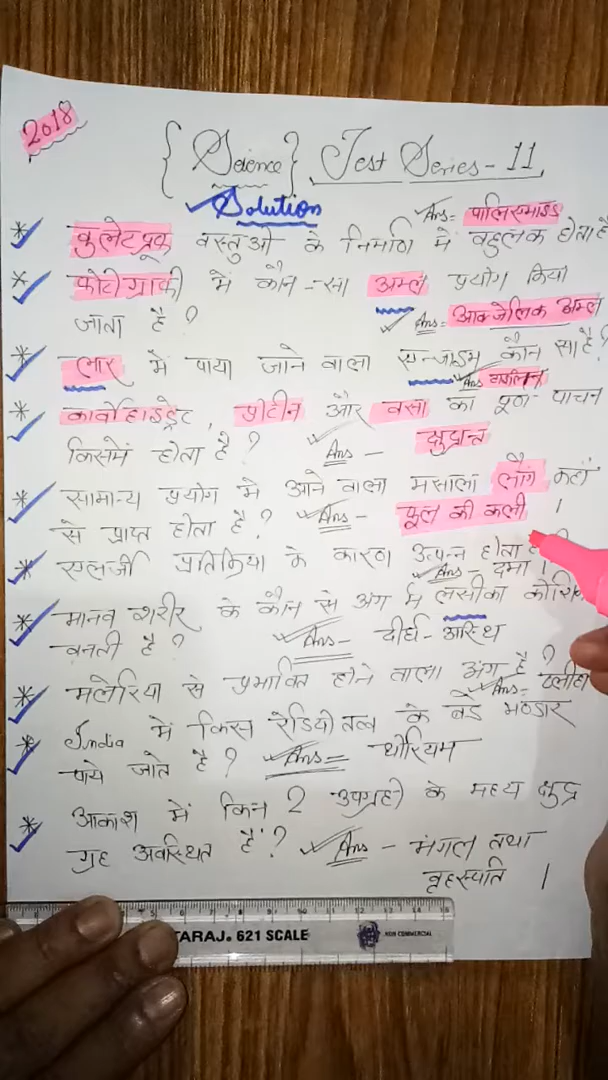 2018
{Science} Test Series - 11
Solution
Ans = पालिस्माइड
* बुलेटप्रूफ वस्तुओ के निर्माण में बहुलक होता है
* फोटोग्राफी में कौन-सा अम्ल प्रयोग किया
जाता है ? Ans = आक्जेलिक अम्ल
* लार में पाया जाने वाला एन्जाइम कौन सा है?
Ans
* कार्बोहाइड्रेट, प्रोटीन और वसा का पूर्ण पाचन
किसमें होता है ? Ans - क्षुद्रान्त्र
* सामान्य प्रयोग में आने वाला मसाला लौंग कहाँ
से प्राप्त होता है ? Ans - फूल की कली ।
* एलर्जी प्रतिक्रिया के कारण उत्पन्न होता
Ans - दमा ।
* मानव शरीर के कौन से अंग में लसीका
बनती है ? Ans - दीर्घ-अस्थि
* मलेरिया से प्रभावित होने वाला अंग है ?
Ans =
* India में किस रेडियो तत्व के बड़े भण्डार
पाये जाते है ? Ans = थोरियम
* आकाश में किन 2 उपग्रहो के मध्य क्षुद्र
ग्रह अवस्थित हैं ? Ans - मंगल तथा
बृहस्पति ।
TARAJ. 621 SCALE
NON-COMMERCIAL